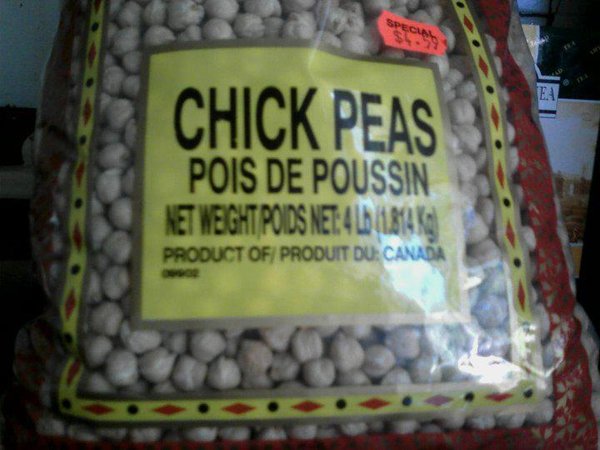 SPECIAL
$4.99
CHICK PEAS
POIS DE POUSSIN
NET WEIGHT/POIDS NET: 4 Lb (1.814 Kg)
PRODUCT OF/ PRODUIT DU: CANADA
TEA